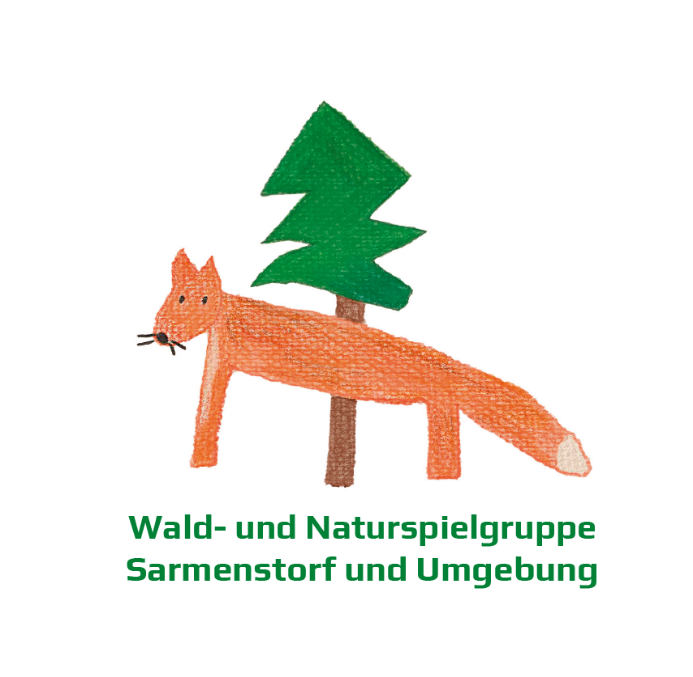 Wald- und Naturspielgruppe
Sarmenstorf und Umgebung